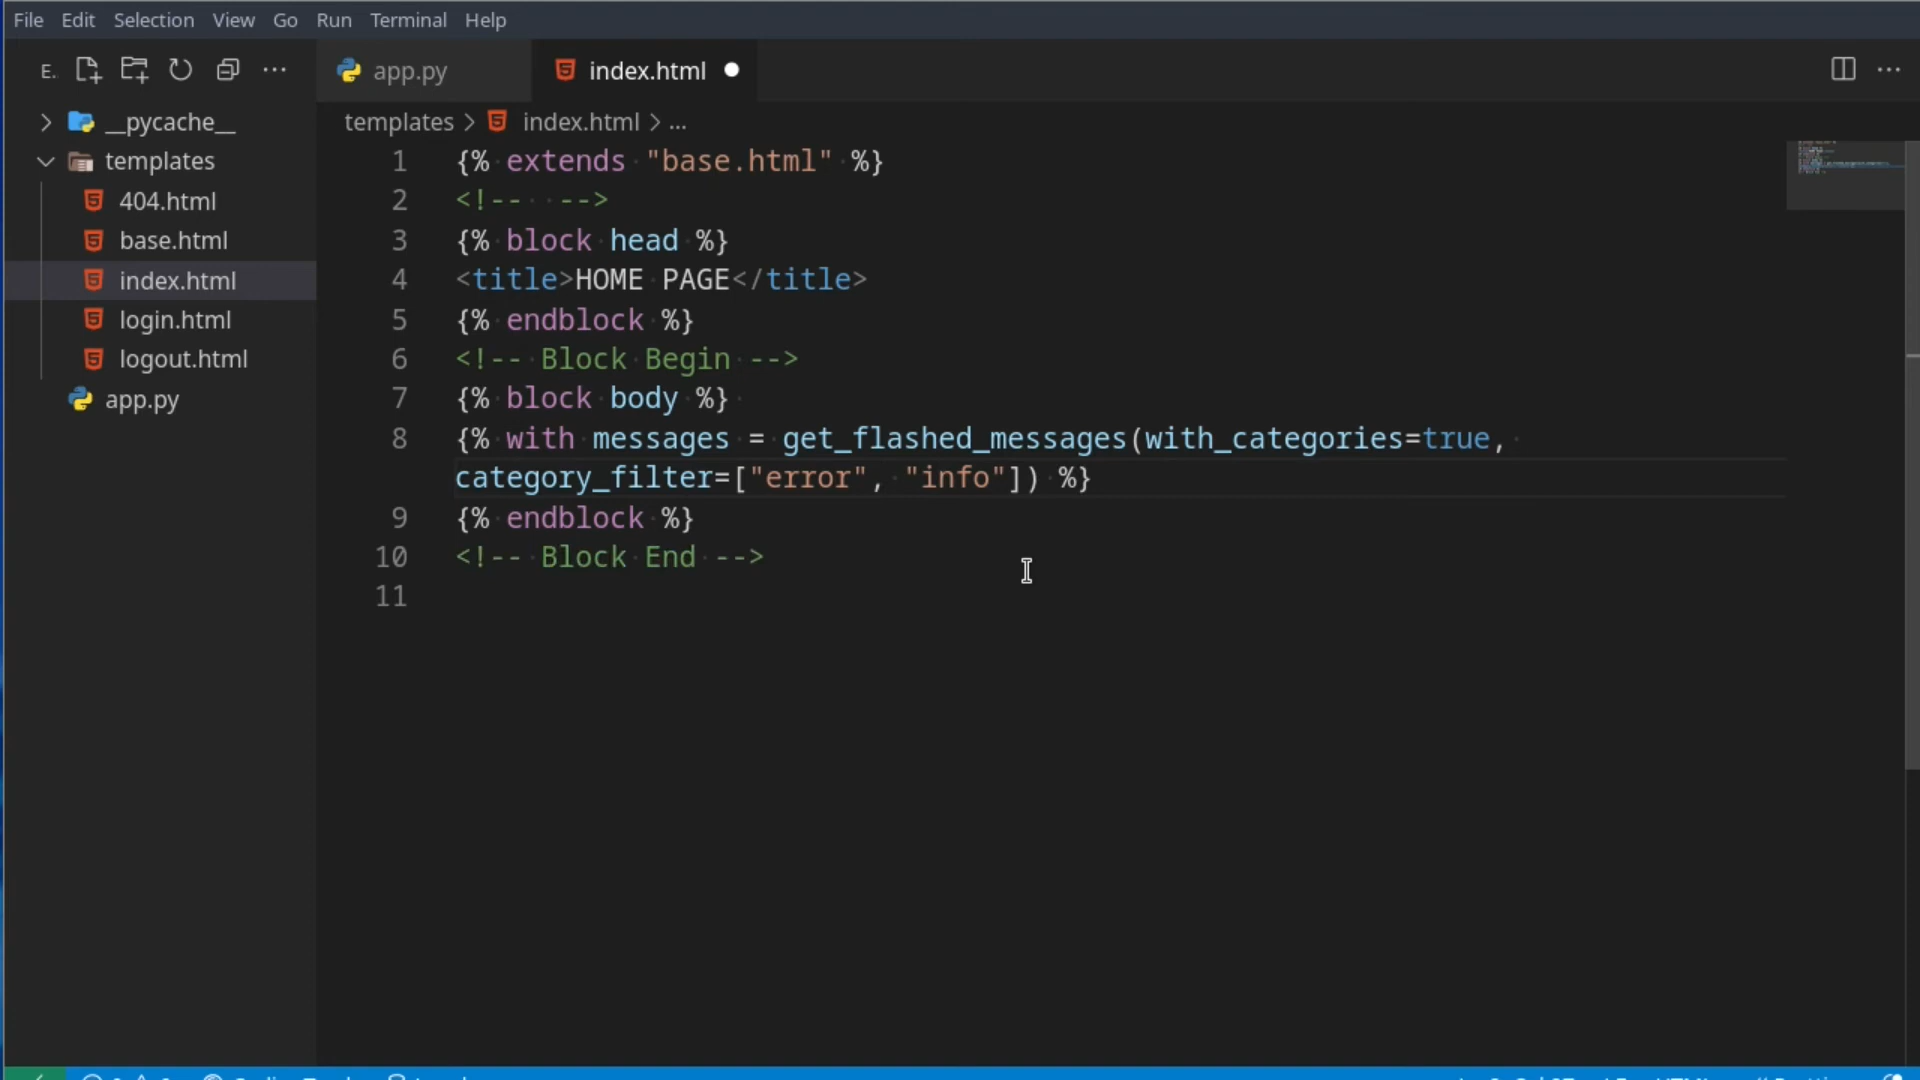 File Edit Selection View Go Run Terminal Help
E.. app.py index.html
templates > index.html > ...
__pycache__
templates
404.html
base.html
index.html
login.html
logout.html
app.py
1 {% extends "base.html" %}
2 <!-- -->
3 {% block head %}
4 <title>HOME PAGE</title>
5 {% endblock %}
6 <!-- Block Begin -->
7 {% block body %}
8 {% with messages = get_flashed_messages(with_categories=true,
category_filter=["error", "info"]) %}
9 {% endblock %}
10 <!-- Block End -->
11